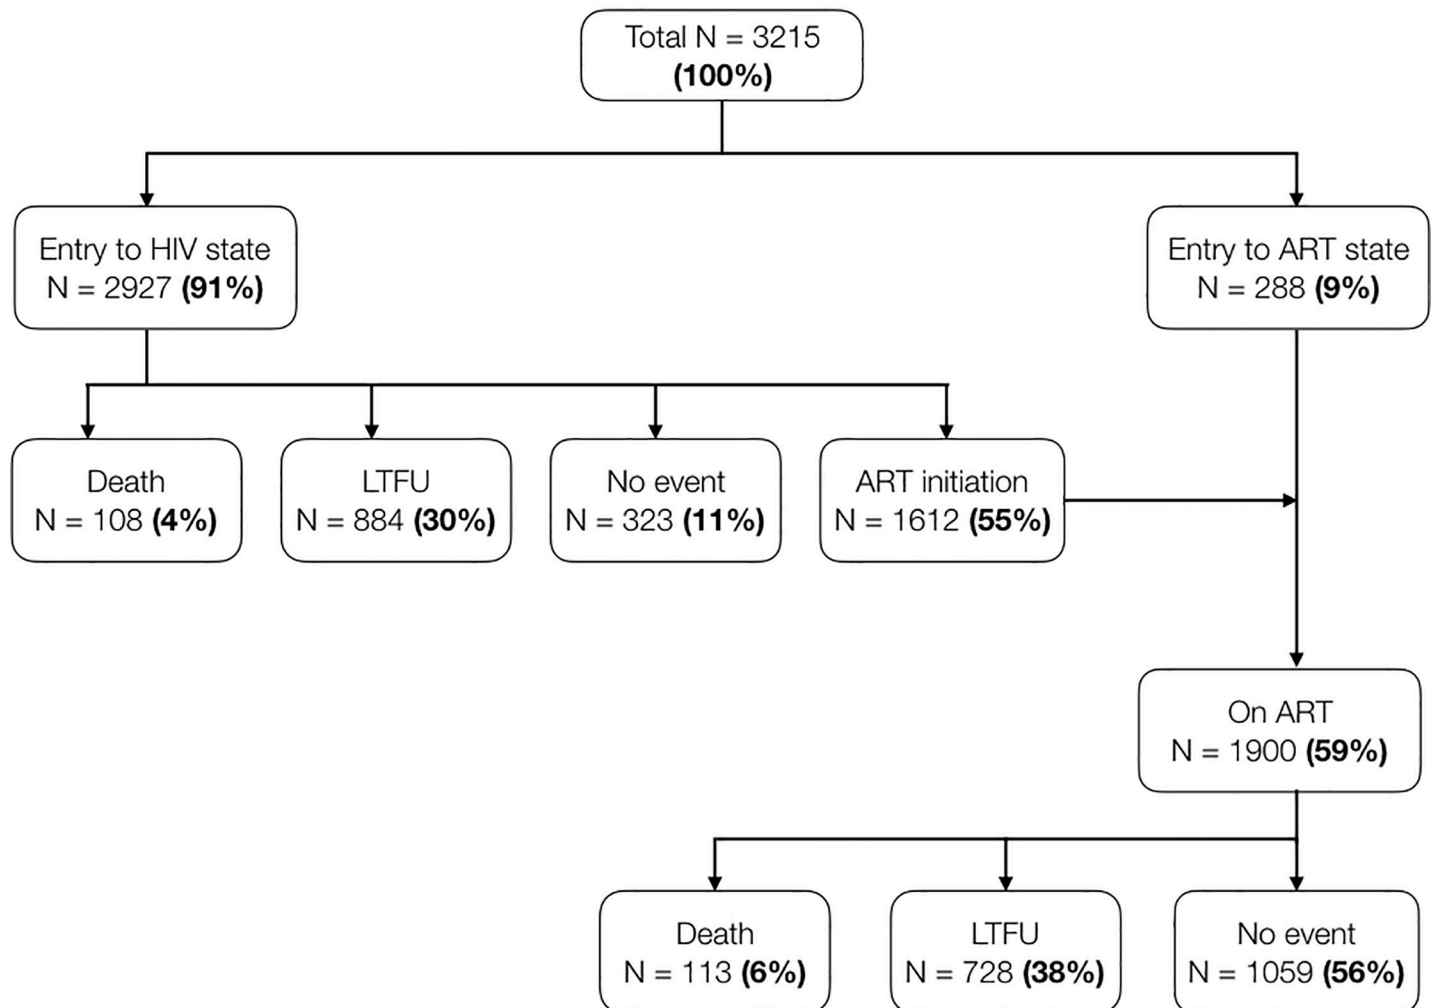 Total N = 3215
(100%)
Entry to HIV state
N = 2927 (91%)
Entry to ART state
N = 288 (9%)
Death
N = 108 (4%)
LTFU
N = 884 (30%)
No event
N = 323 (11%)
ART initiation
N = 1612 (55%)
On ART
N = 1900 (59%)
Death
N = 113 (6%)
LTFU
N = 728 (38%)
No event
N = 1059 (56%)